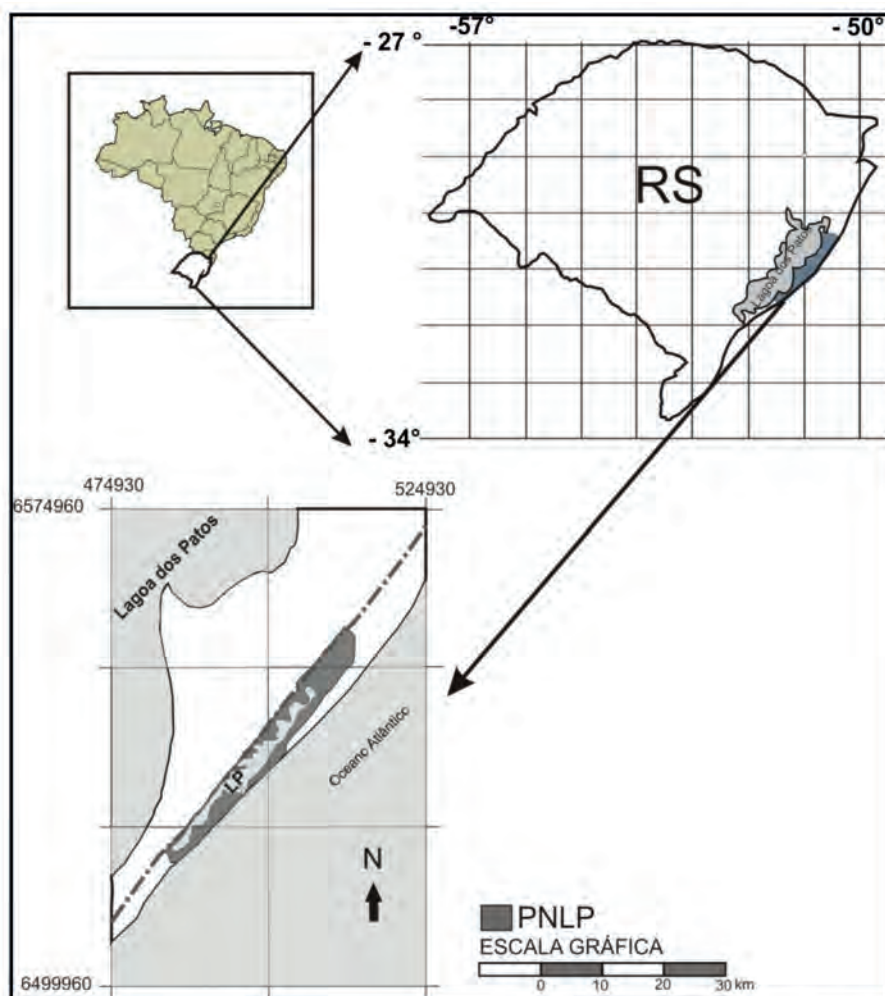 -57°
- 50°
- 27 °
RS
Lagoa dos Patos
- 34°
474930
524930
6574960
Lagoa dos Patos
LP
Oceano Atlântico
N
PNLP
ESCALA GRÁFICA
0 10 20 30 km
6499960